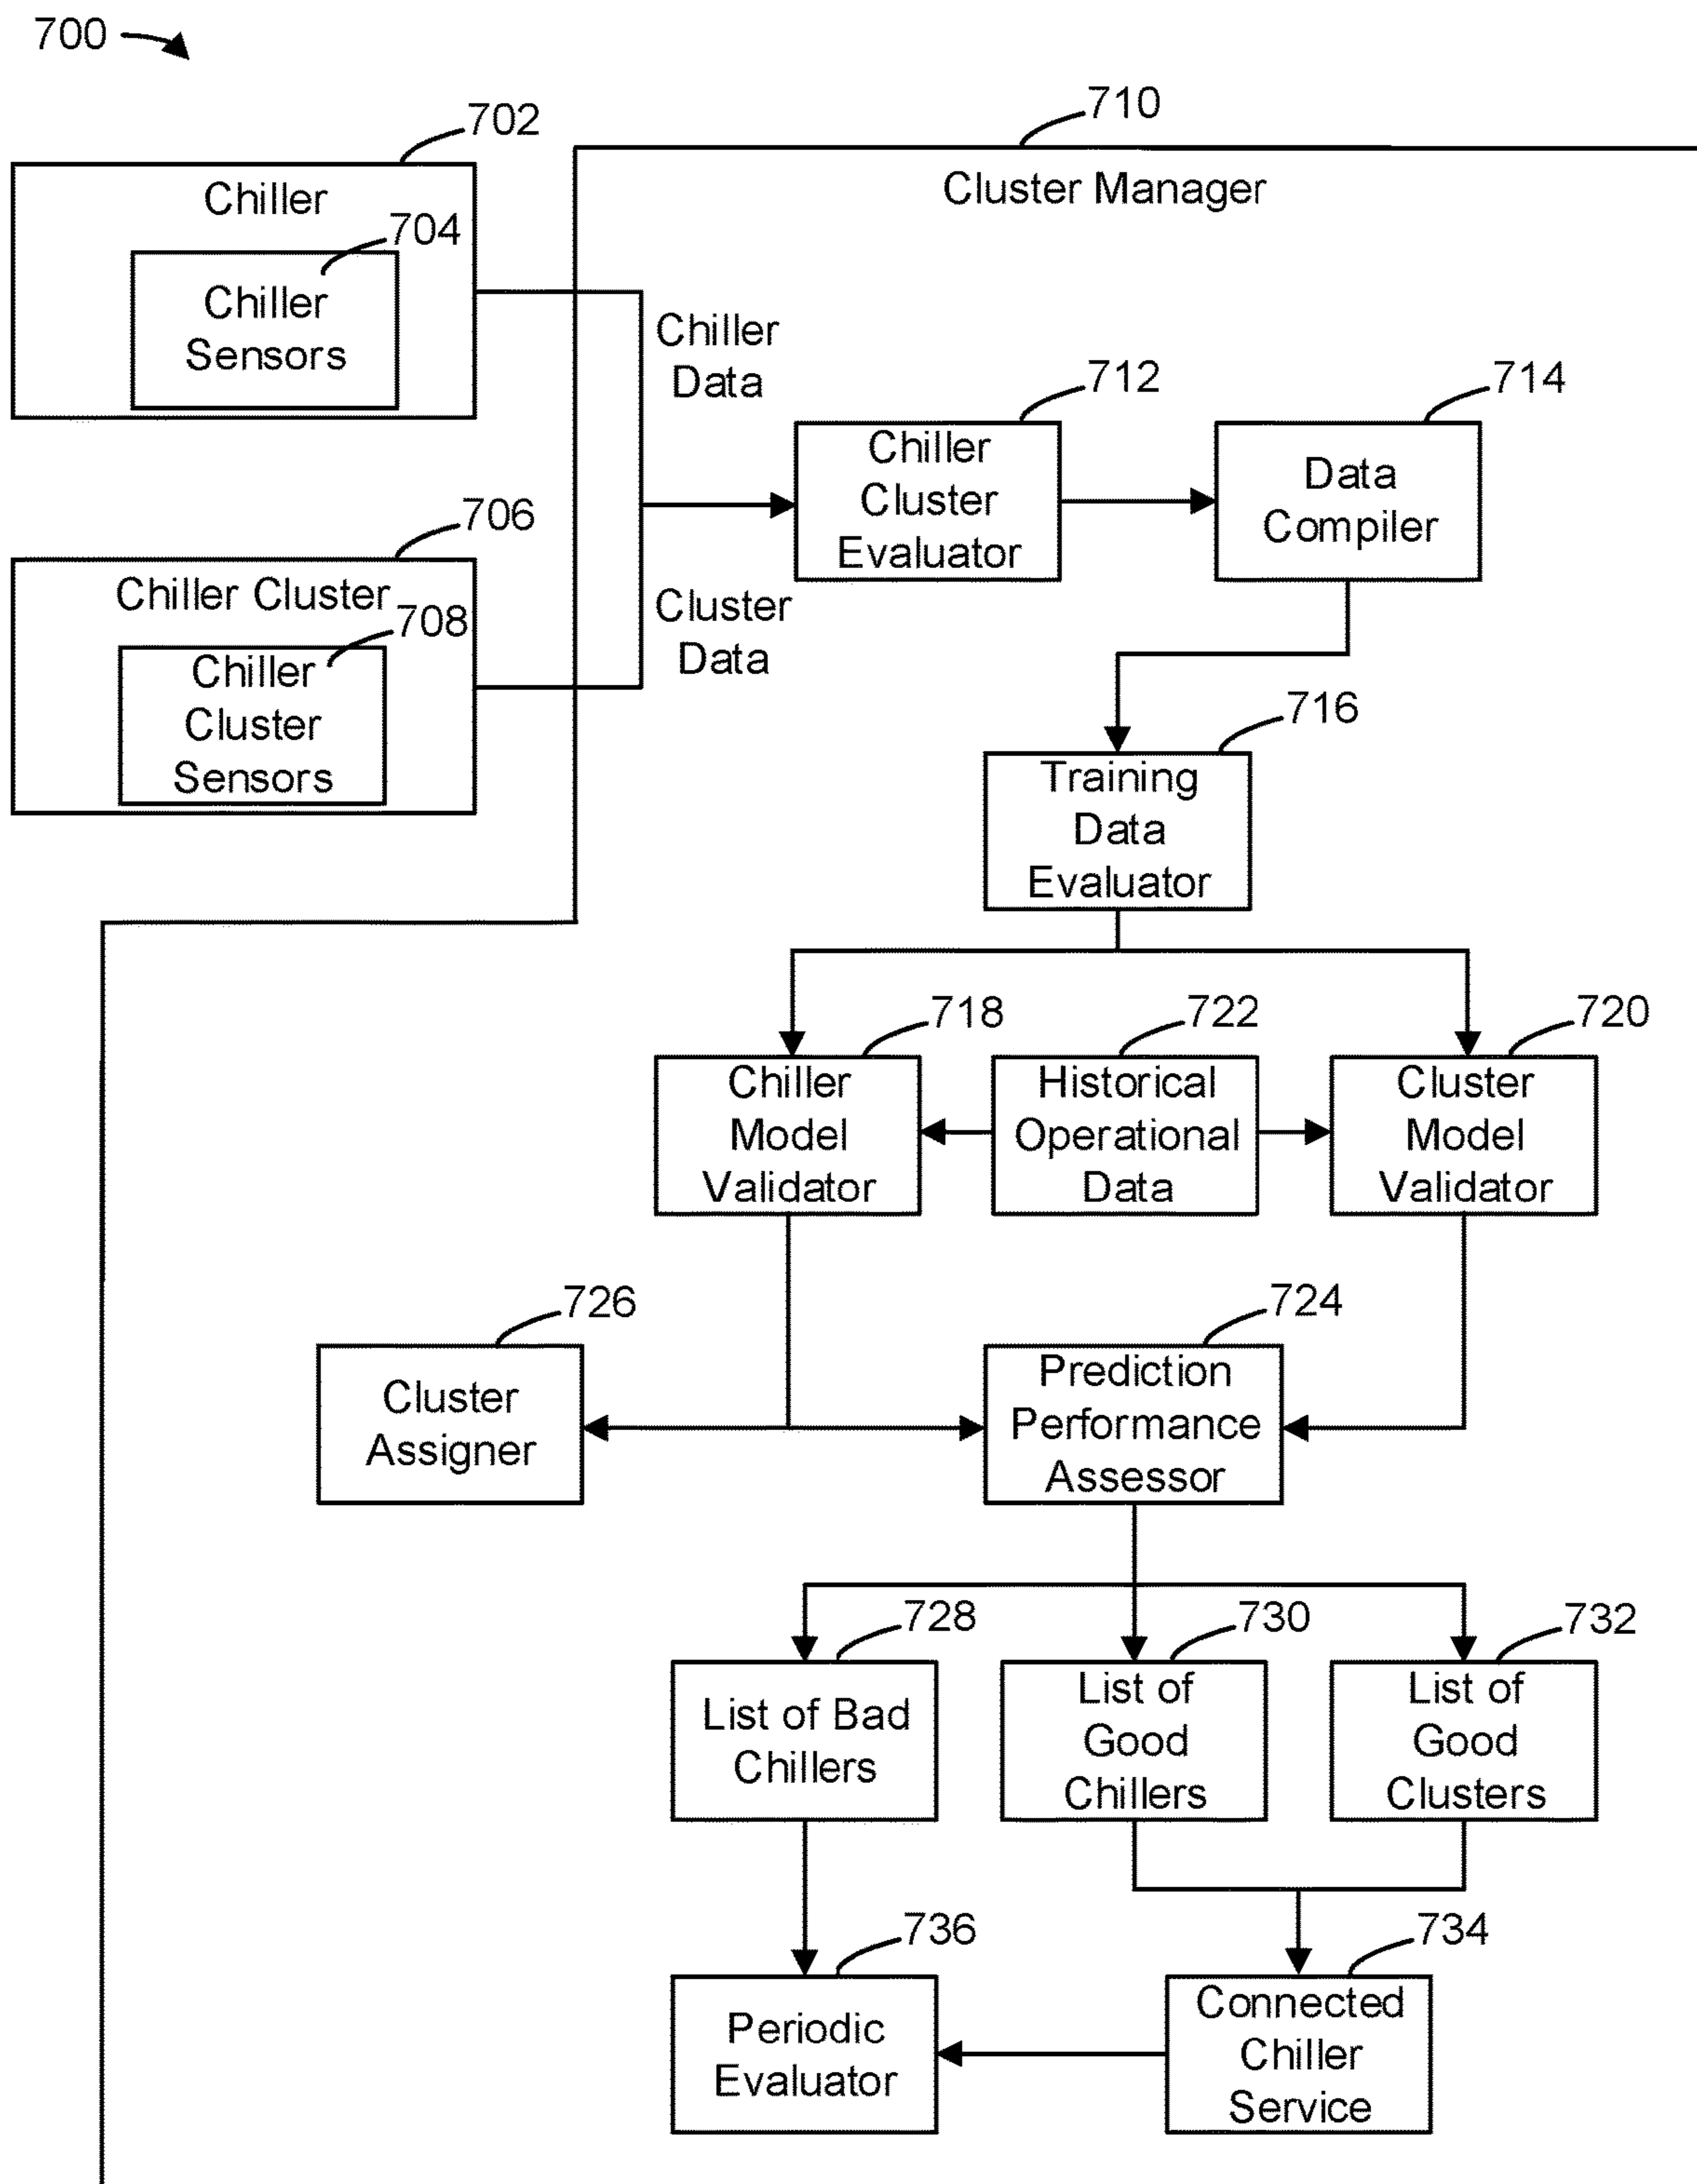 700
702
Chiller
704
Chiller
Sensors
706
Chiller Cluster
708
Chiller
Cluster
Sensors
710
Cluster Manager
Chiller
Data
Cluster
Data
712
Chiller
Cluster
Evaluator
714
Data
Compiler
716
Training
Data
Evaluator
718
Chiller
Model
Validator
722
Historical
Operational
Data
720
Cluster
Model
Validator
726
Cluster
Assigner
724
Prediction
Performance
Assessor
728
List of Bad
Chillers
730
List of
Good
Chillers
732
List of
Good
Clusters
736
Periodic
Evaluator
734
Connected
Chiller
Service